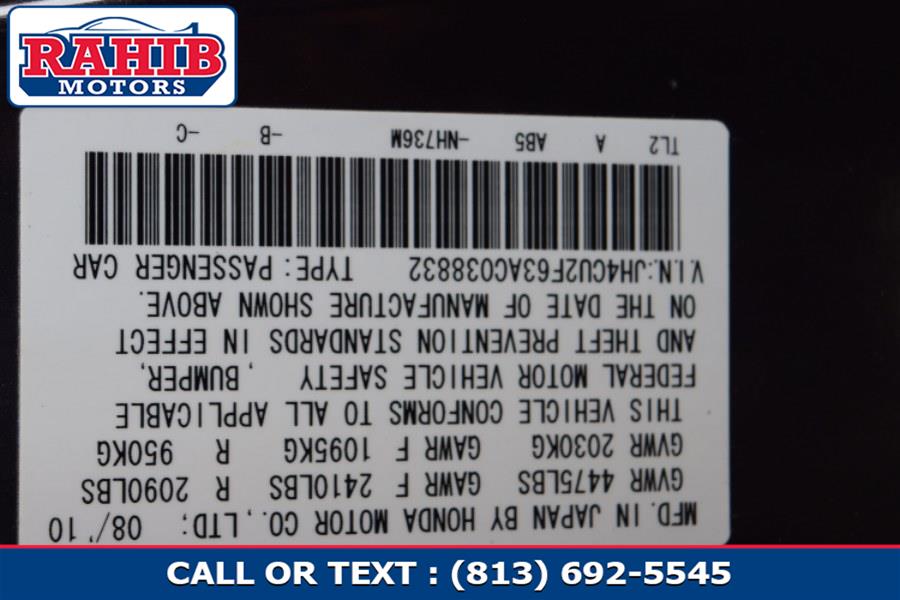 RAHIB
MOTORS
MFD. IN JAPAN BY HONDA MOTOR CO., LTD; 08/'10
GVWR 4475LBS GAWR F 2410LBS R 2090LBS
GVWR 2030KG GAWR F 1095KG R 950KG
THIS VEHICLE CONFORMS TO ALL APPLICABLE
FEDERAL MOTOR VEHICLE SAFETY , BUMPER,
AND THEFT PREVENTION STANDARDS IN EFFECT
ON THE DATE OF MANUFACTURE SHOWN ABOVE.
V.I.N.:JH4CU2F63AC038832 TYPE:PASSENGER CAR
TL2 A AB5 -NH736M -B -C
CALL OR TEXT : (813) 692-5545